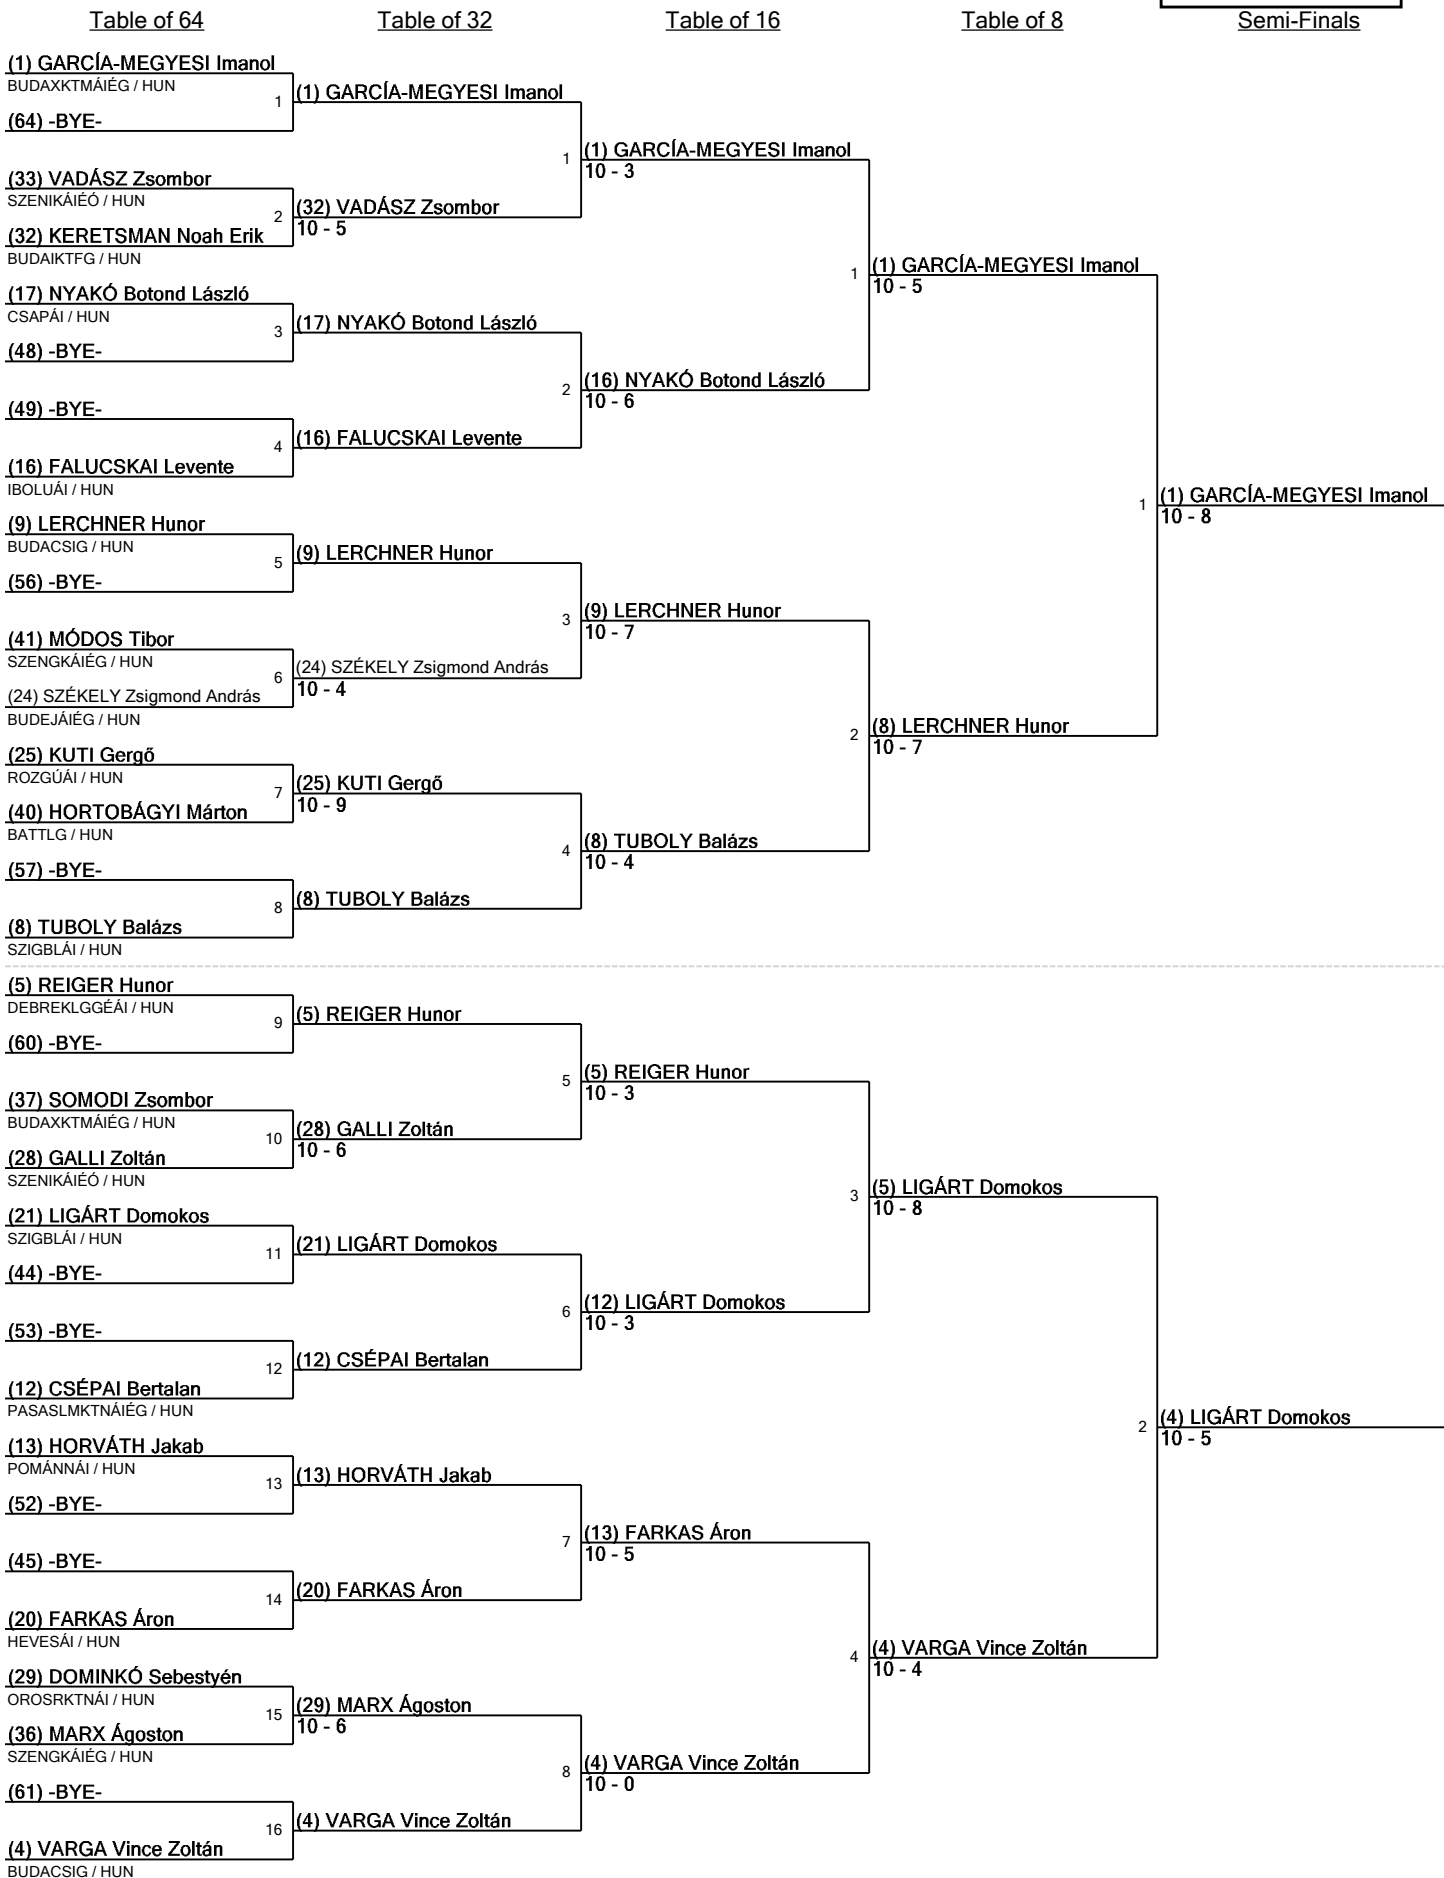 Table of 64
Table of 32
Table of 16
Table of 8
Semi-Finals
(1) GARCÍA-MEGYESI Imanol
BUDAXKTMÁIÉG / HUN
1
(64) -BYE-
(33) VADÁSZ Zsombor
SZENIKÁIÉÓ / HUN
2
(32) KERETSMAN Noah Erik
BUDAIKTFG / HUN
(17) NYAKÓ Botond László
CSAPÁI / HUN
3
(48) -BYE-
(49) -BYE-
4
(16) FALUCSKAI Levente
IBOLUÁI / HUN
(9) LERCHNER Hunor
BUDACSIG / HUN
5
(56) -BYE-
(41) MÓDOS Tibor
SZENGKÁIÉG / HUN
6
(24) SZÉKELY Zsigmond András
BUDEJÁIÉG / HUN
(25) KUTI Gergő
ROZGÚÁI / HUN
7
(40) HORTOBÁGYI Márton
BATTLG / HUN
(57) -BYE-
8
(8) TUBOLY Balázs
SZIGBLÁI / HUN
(5) REIGER Hunor
DEBREKLGGÉÁI / HUN
9
(60) -BYE-
(37) SOMODI Zsombor
BUDAXKTMÁIÉG / HUN
10
(28) GALLI Zoltán
SZENIKÁIÉÓ / HUN
(21) LIGÁRT Domokos
SZIGBLÁI / HUN
11
(44) -BYE-
(53) -BYE-
12
(12) CSÉPAI Bertalan
PASASLMKTNÁIÉG / HUN
(13) HORVÁTH Jakab
POMÁNNÁI / HUN
13
(52) -BYE-
(45) -BYE-
14
(20) FARKAS Áron
HEVESÁI / HUN
(29) DOMINKÓ Sebestyén
OROSRKTNÁI / HUN
15
(36) MARX Ágoston
SZENGKÁIÉG / HUN
(61) -BYE-
16
(4) VARGA Vince Zoltán
BUDACSIG / HUN
(1) GARCÍA-MEGYESI Imanol
1
(32) VADÁSZ Zsombor
10 - 5
(17) NYAKÓ Botond László
2
(16) FALUCSKAI Levente
(9) LERCHNER Hunor
3
(24) SZÉKELY Zsigmond András
10 - 4
(25) KUTI Gergő
10 - 9
4
(8) TUBOLY Balázs
(5) REIGER Hunor
5
(28) GALLI Zoltán
10 - 6
(21) LIGÁRT Domokos
6
(12) CSÉPAI Bertalan
(13) HORVÁTH Jakab
7
(20) FARKAS Áron
(29) MARX Ágoston
10 - 6
8
(4) VARGA Vince Zoltán
(1) GARCÍA-MEGYESI Imanol
10 - 3
1
(16) NYAKÓ Botond László
10 - 6
(9) LERCHNER Hunor
10 - 7
2
(8) TUBOLY Balázs
10 - 4
(5) REIGER Hunor
10 - 3
3
(12) LIGÁRT Domokos
10 - 3
(13) FARKAS Áron
10 - 5
4
(4) VARGA Vince Zoltán
10 - 0
(1) GARCÍA-MEGYESI Imanol
10 - 5
1
(8) LERCHNER Hunor
10 - 7
(5) LIGÁRT Domokos
10 - 8
2
(4) VARGA Vince Zoltán
10 - 4
(1) GARCÍA-MEGYESI Imanol
10 - 8
(4) LIGÁRT Domokos
10 - 5